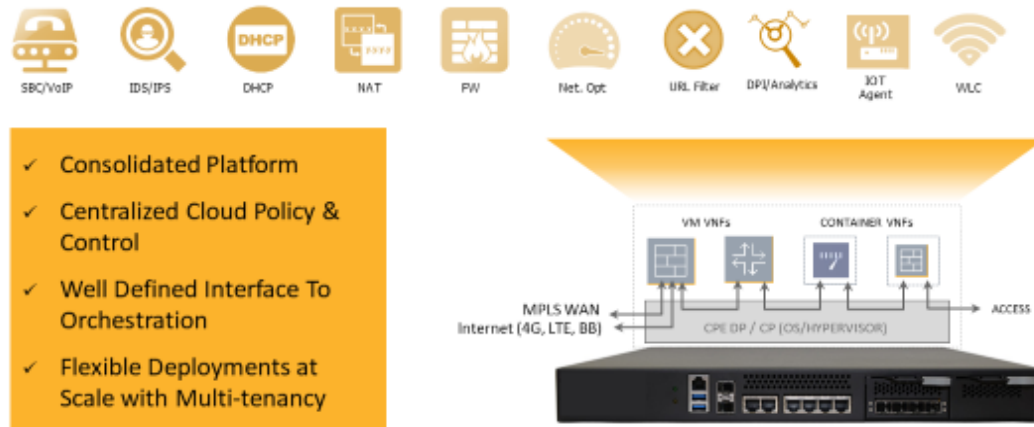 SBC/VoIP
IDS/IPS
DHCP
DHCP
NAT
FW
Net. Opt
URL Filter
DPI/Analytics
IOT
Agent
WLC
✓ Consolidated Platform
✓ Centralized Cloud Policy &
Control
✓ Well Defined Interface To
Orchestration
✓ Flexible Deployments at
Scale with Multi-tenancy
VM VNFs
CONTAINER VNFs
MPLS WAN
Internet (4G, LTE, BB)
ACCESS
CPE DP / CP (OS/HYPERVISOR)